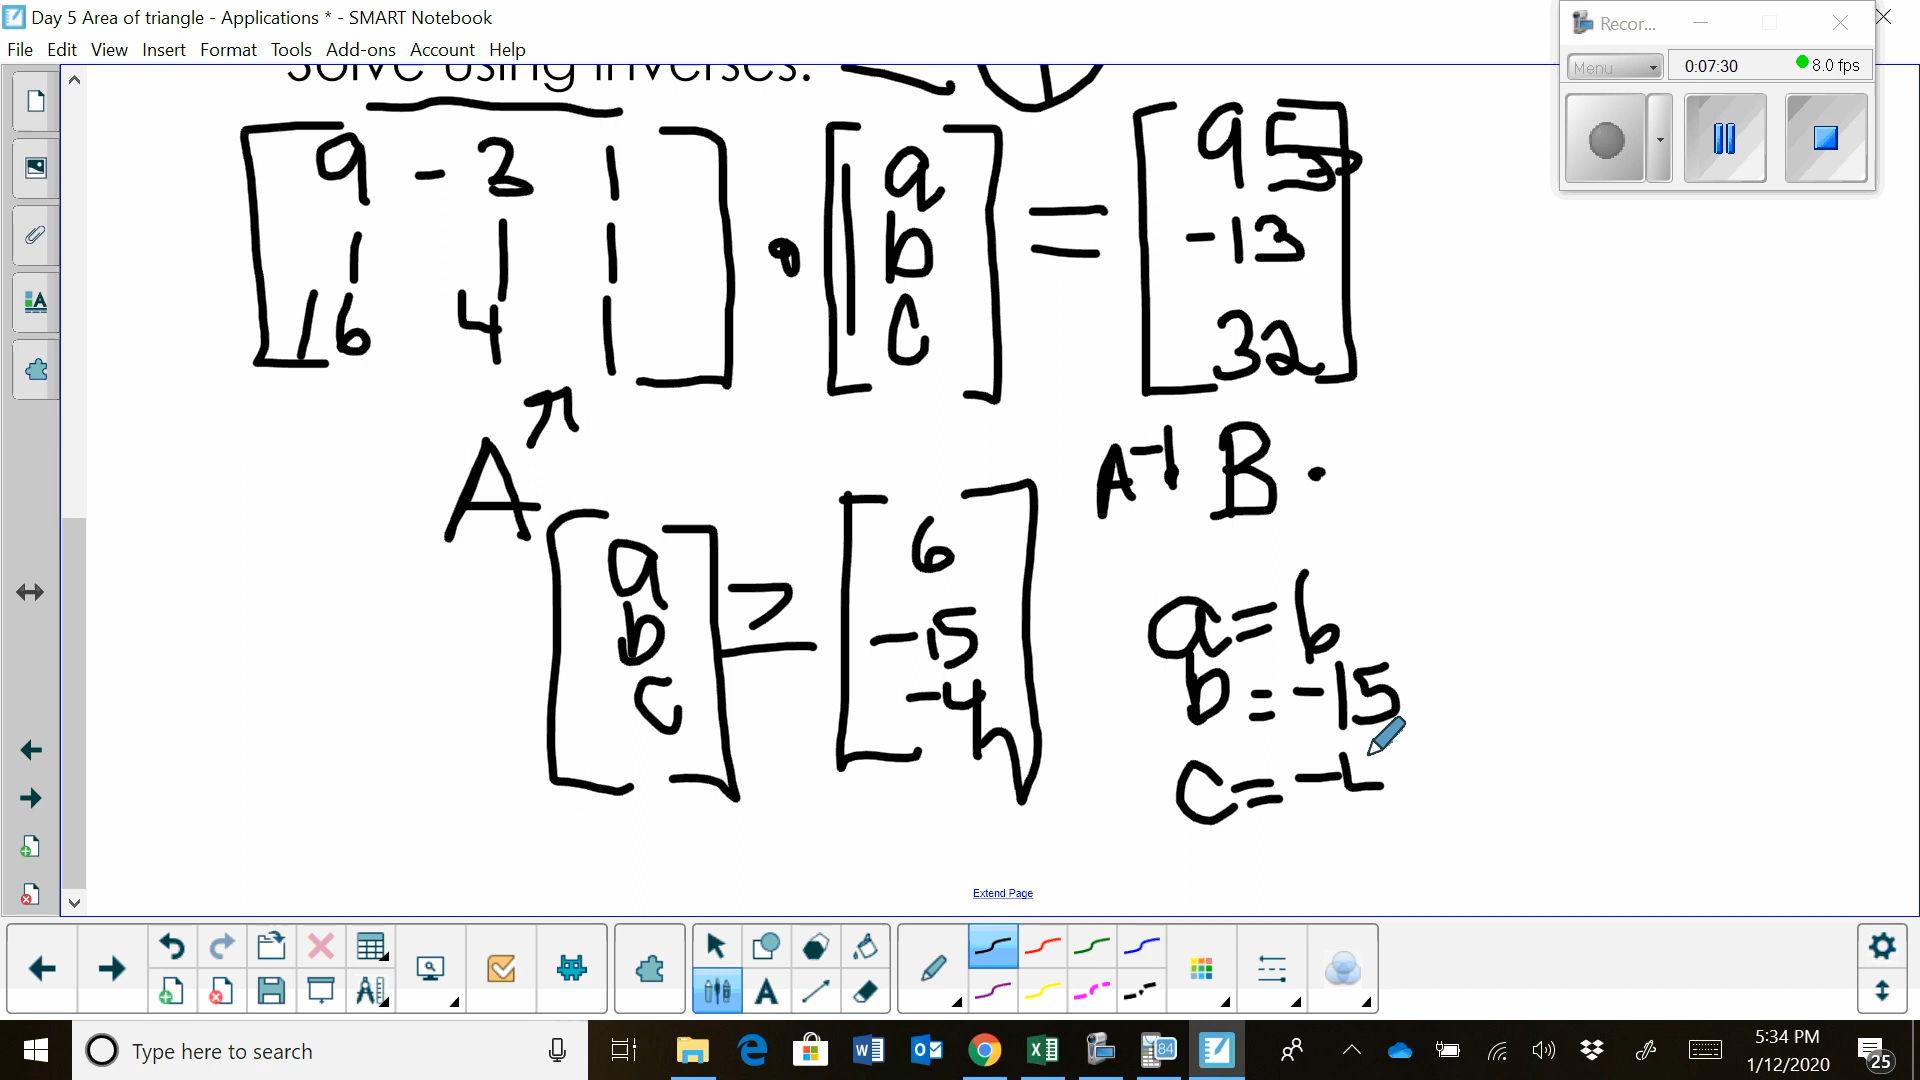 Day 5 Area of triangle - Applications * - SMART Notebook
File Edit View Insert Format Tools Add-ons Account Help
Recor...
Menu
0:07:30
8.0 fps
Solve using inverses.
9 -3 1
1 1 1
16 4 1
a
b
c
=
95
-13
32
A
A⁻¹ B
a
b
c
=
6
-15
-4
a = 6
b = -15
c = -4
Extend Page
Type here to search
84
5:34 PM
1/12/2020
25